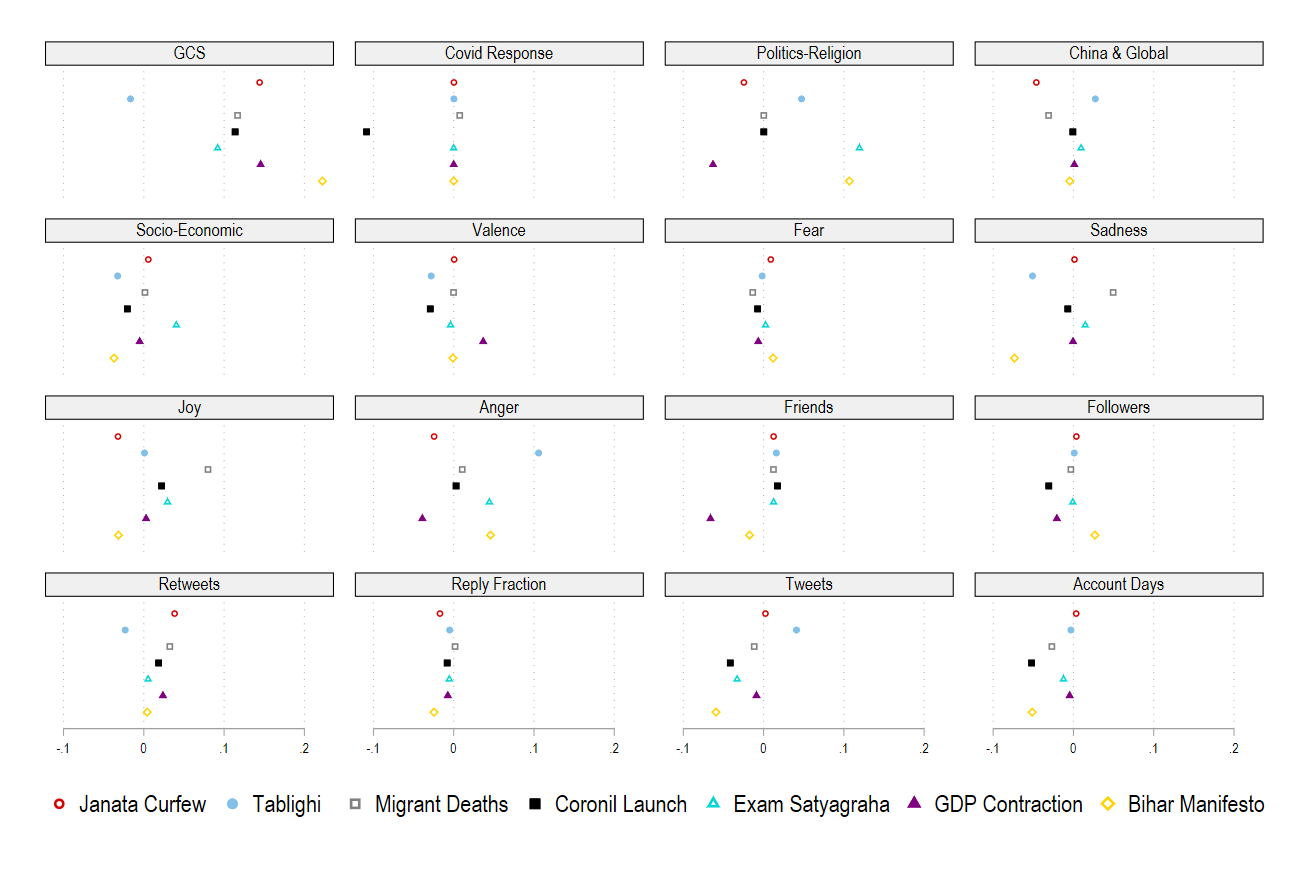 GCS Covid Response Politics-Religion China & Global
Socio-Economic Valence Fear Sadness
Joy Anger Friends Followers
Retweets Reply Fraction Tweets Account Days
-.1 0 .1 .2 -.1 0 .1 .2 -.1 0 .1 .2 -.1 0 .1 .2
Janata Curfew Tablighi Migrant Deaths Coronil Launch Exam Satyagraha GDP Contraction Bihar Manifesto